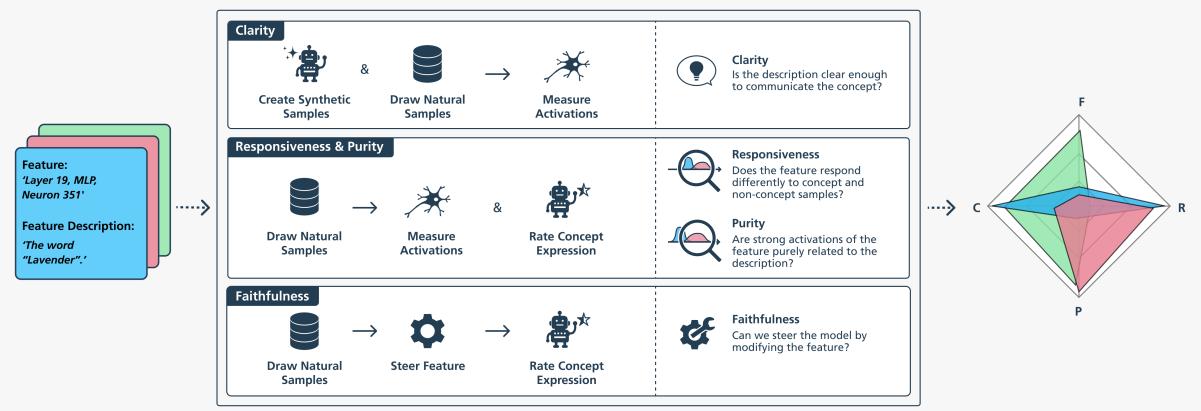 Feature:
‘Layer 19, MLP,
Neuron 351'
Feature Description:
‘The word
“Lavender”.’
Clarity
&
Create Synthetic
Samples
Draw Natural
Samples
Measure
Activations
Clarity
Is the description clear enough
to communicate the concept?
Responsiveness & Purity
&
Draw Natural
Samples
Measure
Activations
Rate Concept
Expression
Responsiveness
Does the feature respond
differently to concept and
non-concept samples?
Purity
Are strong activations of the
feature purely related to the
description?
Faithfulness
Draw Natural
Samples
Steer Feature
Rate Concept
Expression
Faithfulness
Can we steer the model by
modifying the feature?
F
C
R
P